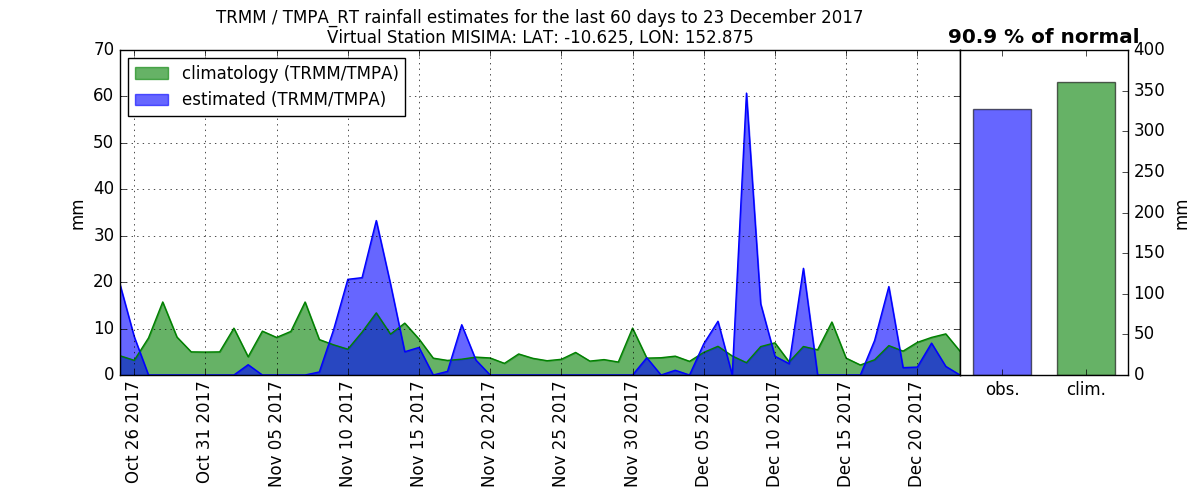 TRMM / TMPA_RT rainfall estimates for the last 60 days to 23 December 2017
Virtual Station MISIMA: LAT: -10.625, LON: 152.875
90.9 % of normal
climatology (TRMM/TMPA)
estimated (TRMM/TMPA)
mm
70
60
50
40
30
20
10
0
Oct 26 2017
Oct 31 2017
Nov 05 2017
Nov 10 2017
Nov 15 2017
Nov 20 2017
Nov 25 2017
Nov 30 2017
Dec 05 2017
Dec 10 2017
Dec 15 2017
Dec 20 2017
obs.
clim.
400
350
300
250
200
150
100
50
0
mm